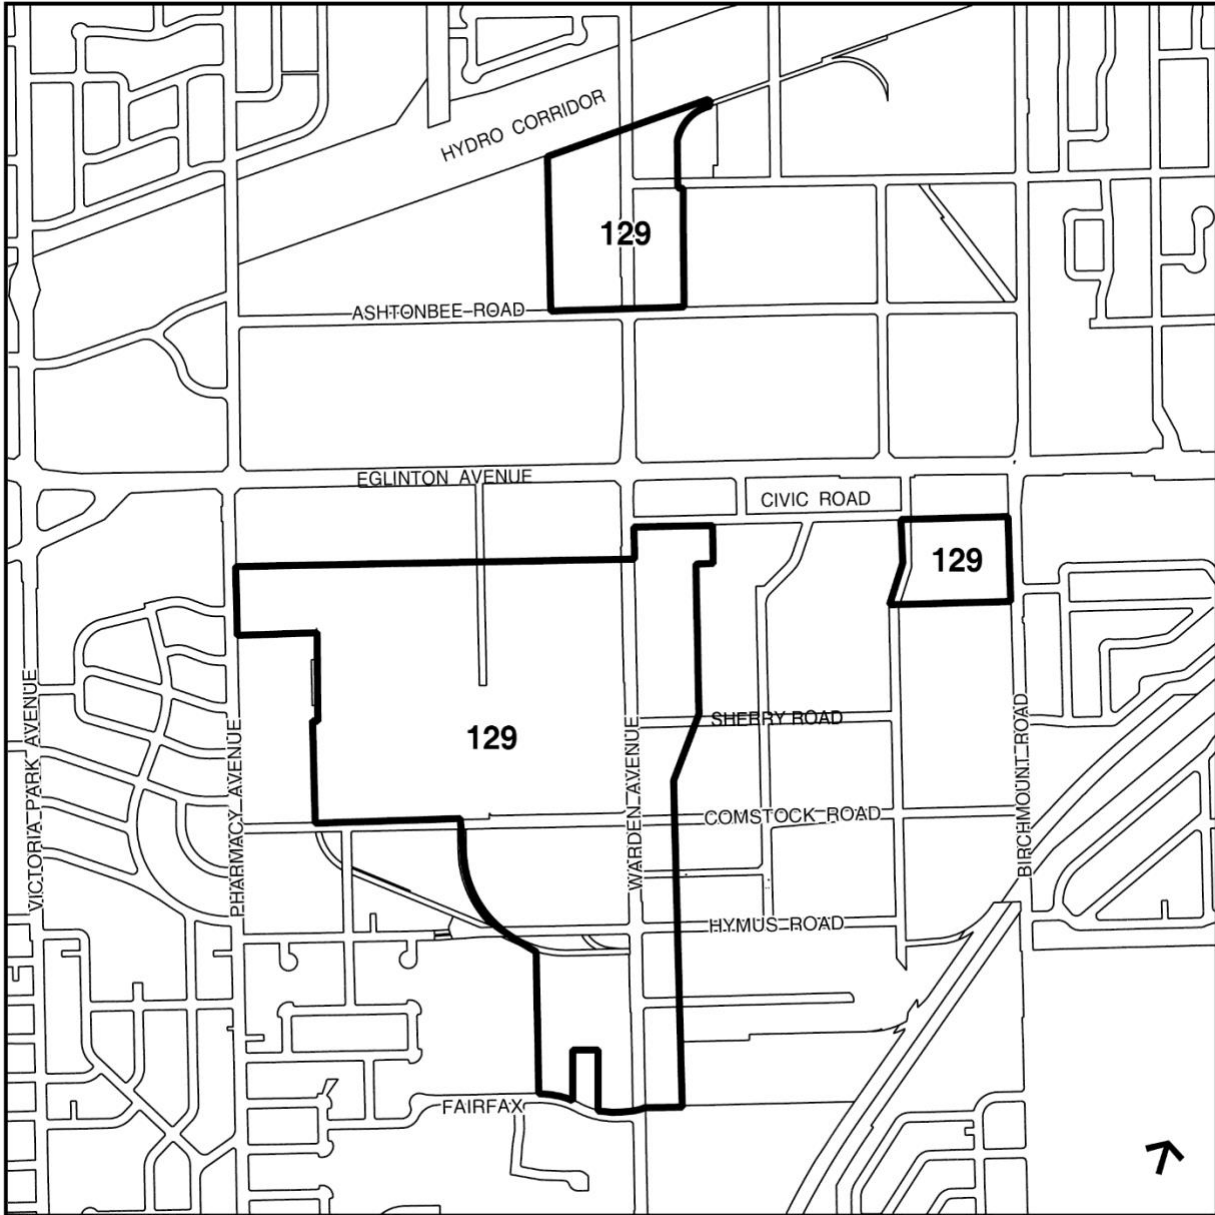 HYDRO CORRIDOR
129
ASHTONBEE ROAD
EGLINTON AVENUE
CIVIC ROAD
129
VICTORIA PARK AVENUE
PHARMACY AVENUE
129
WARDEN AVENUE
SHERRY ROAD
BIRCHMOUNT ROAD
COMSTOCK ROAD
HYMUS ROAD
FAIRFAX